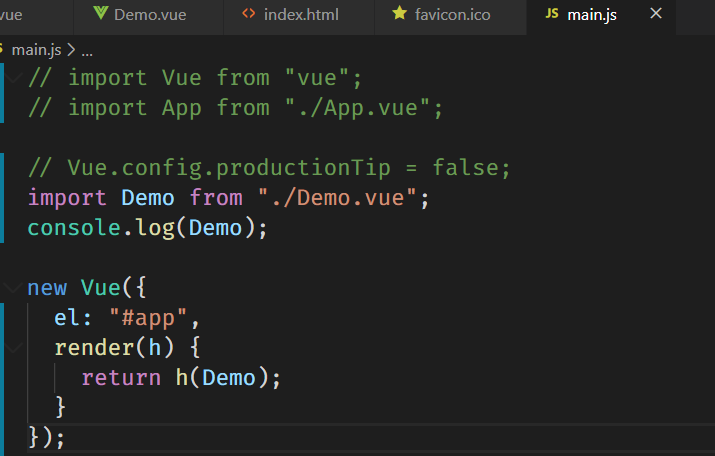 vue Demo.vue <> index.html favicon.ico JS main.js ×
main.js > ...
// import Vue from "vue";
// import App from "./App.vue";
// Vue.config.productionTip = false;
import Demo from "./Demo.vue";
console.log(Demo);
new Vue({
  el: "#app",
  render(h) {
    return h(Demo);
  }
});